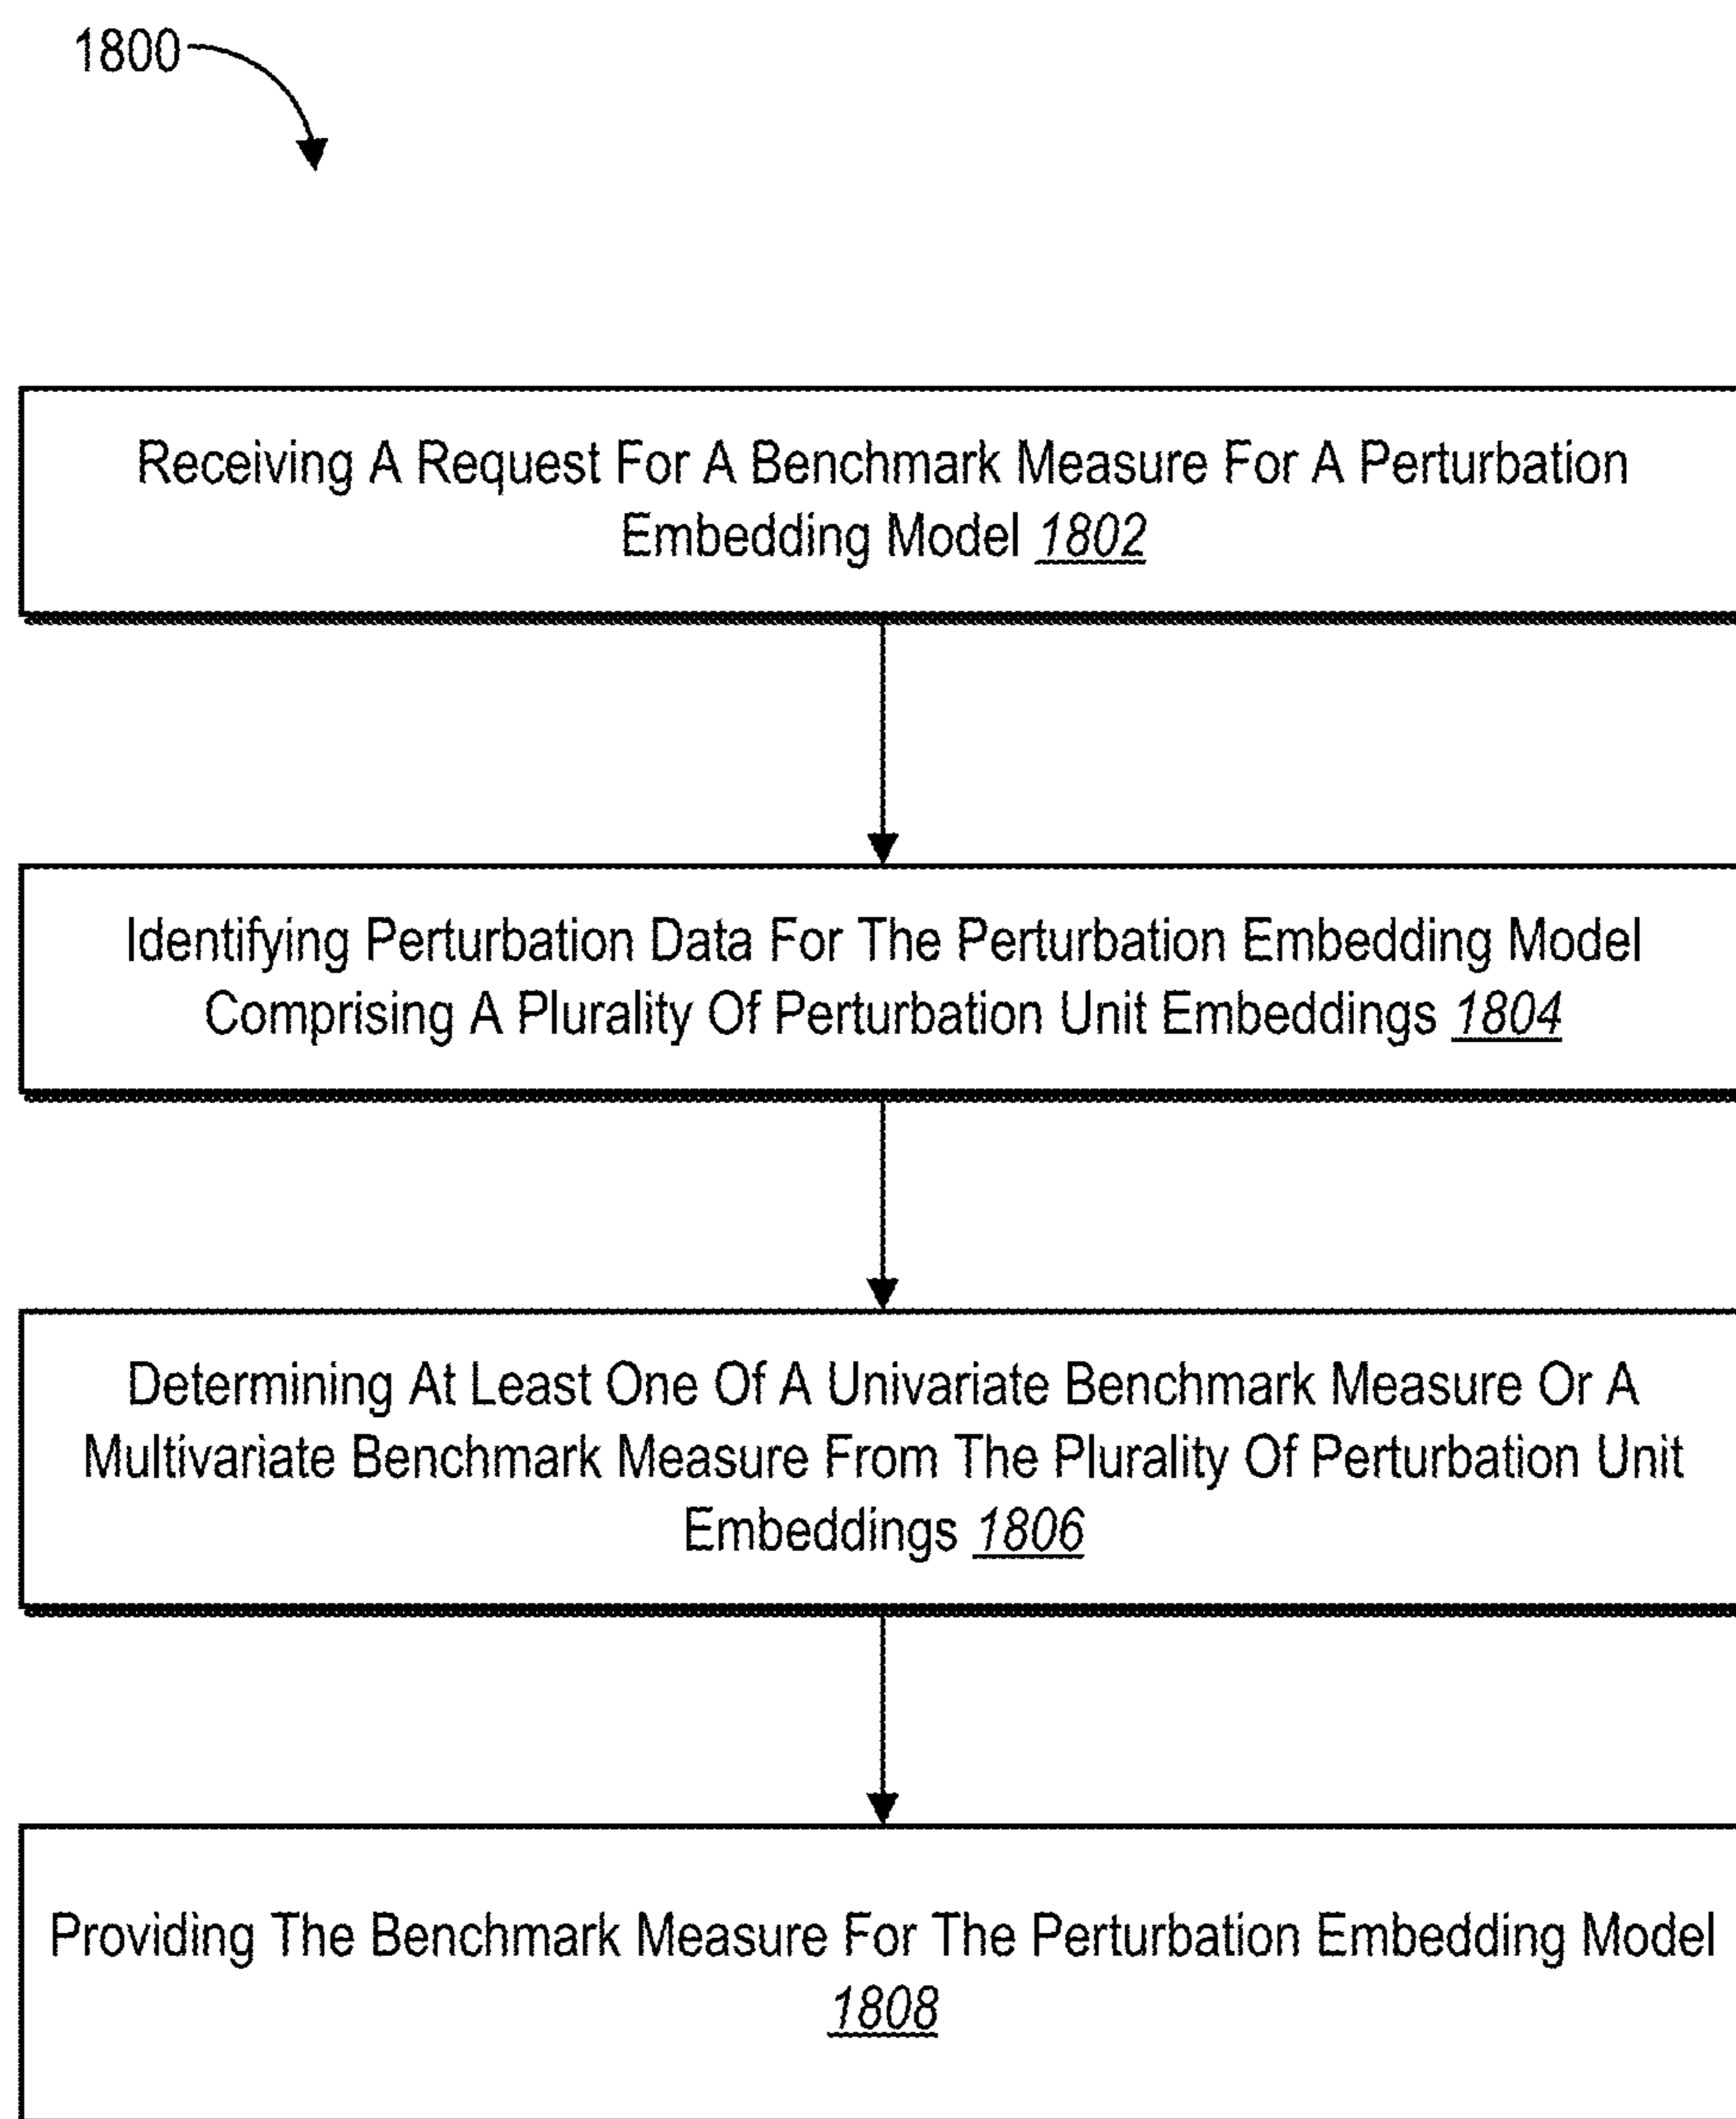 1800
Receiving A Request For A Benchmark Measure For A Perturbation
Embedding Model 1802
Identifying Perturbation Data For The Perturbation Embedding Model
Comprising A Plurality Of Perturbation Unit Embeddings 1804
Determining At Least One Of A Univariate Benchmark Measure Or A
Multivariate Benchmark Measure From The Plurality Of Perturbation Unit
Embeddings 1806
Providing The Benchmark Measure For The Perturbation Embedding Model
1808